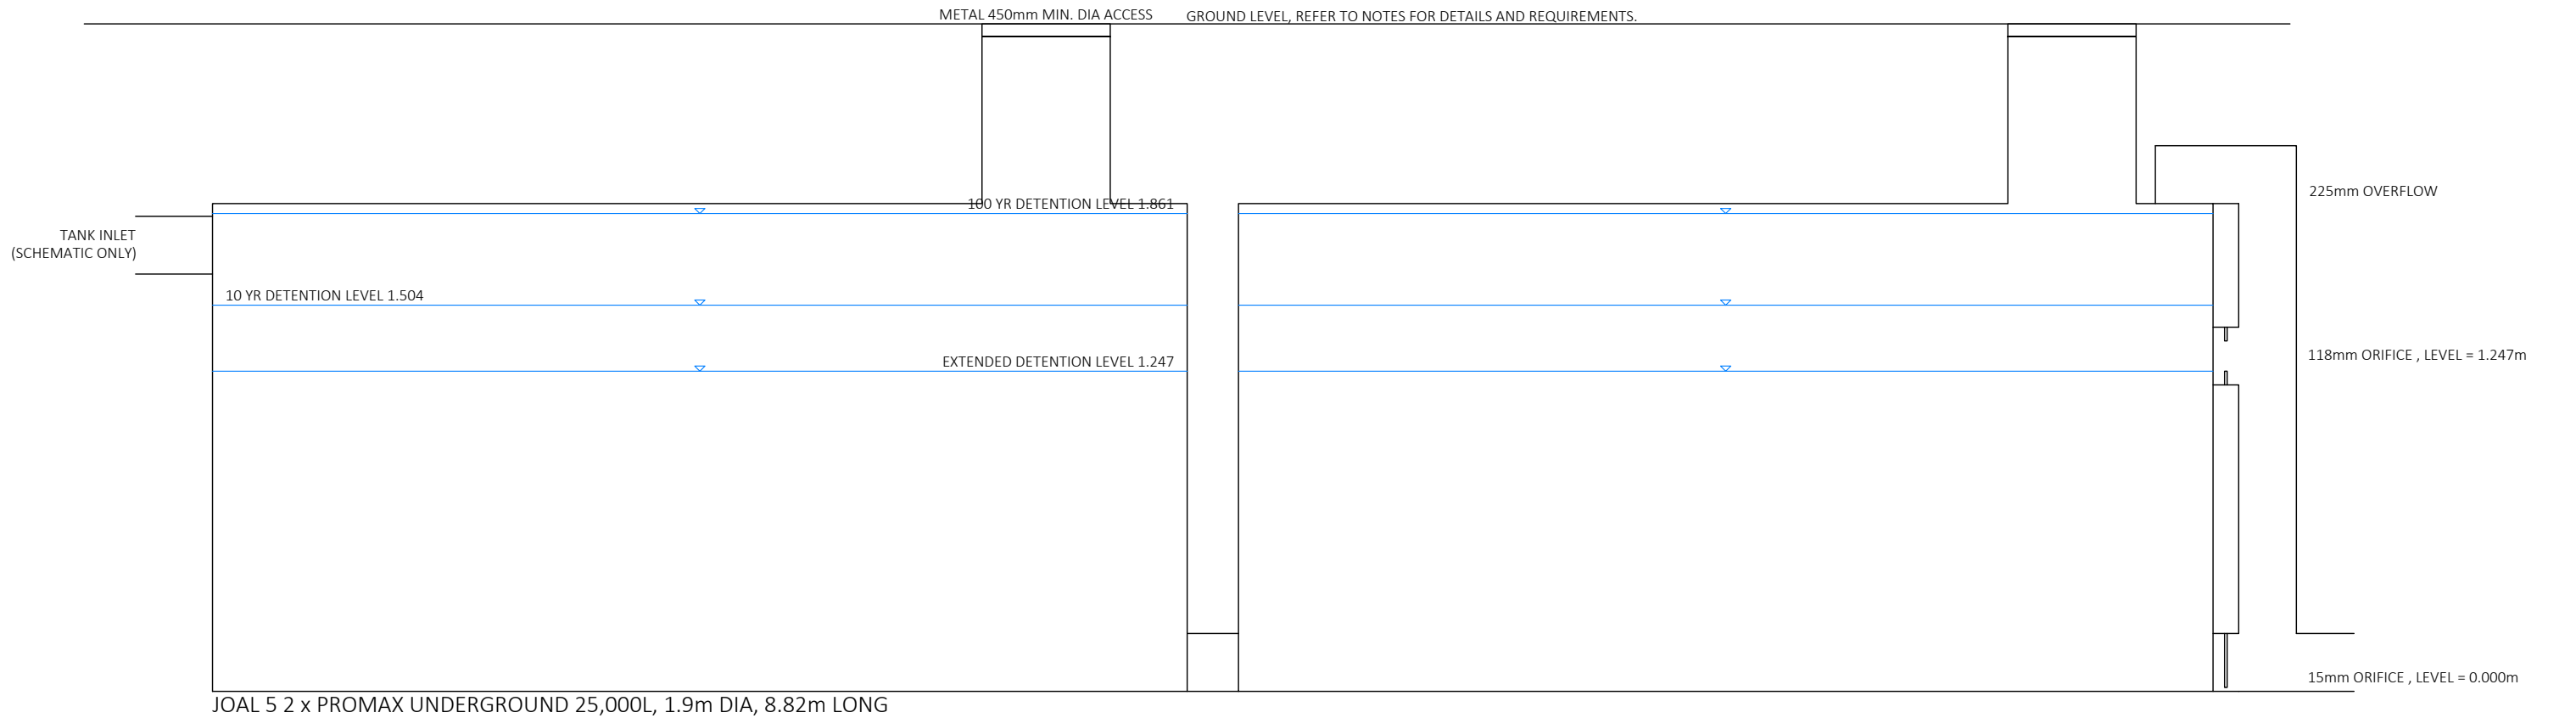 METAL 450mm MIN. DIA ACCESS
GROUND LEVEL, REFER TO NOTES FOR DETAILS AND REQUIREMENTS.
225mm OVERFLOW
100 YR DETENTION LEVEL 1.861
TANK INLET
(SCHEMATIC ONLY)
10 YR DETENTION LEVEL 1.504
118mm ORIFICE , LEVEL = 1.247m
EXTENDED DETENTION LEVEL 1.247
15mm ORIFICE , LEVEL = 0.000m
JOAL 5 2 x PROMAX UNDERGROUND 25,000L, 1.9m DIA, 8.82m LONG